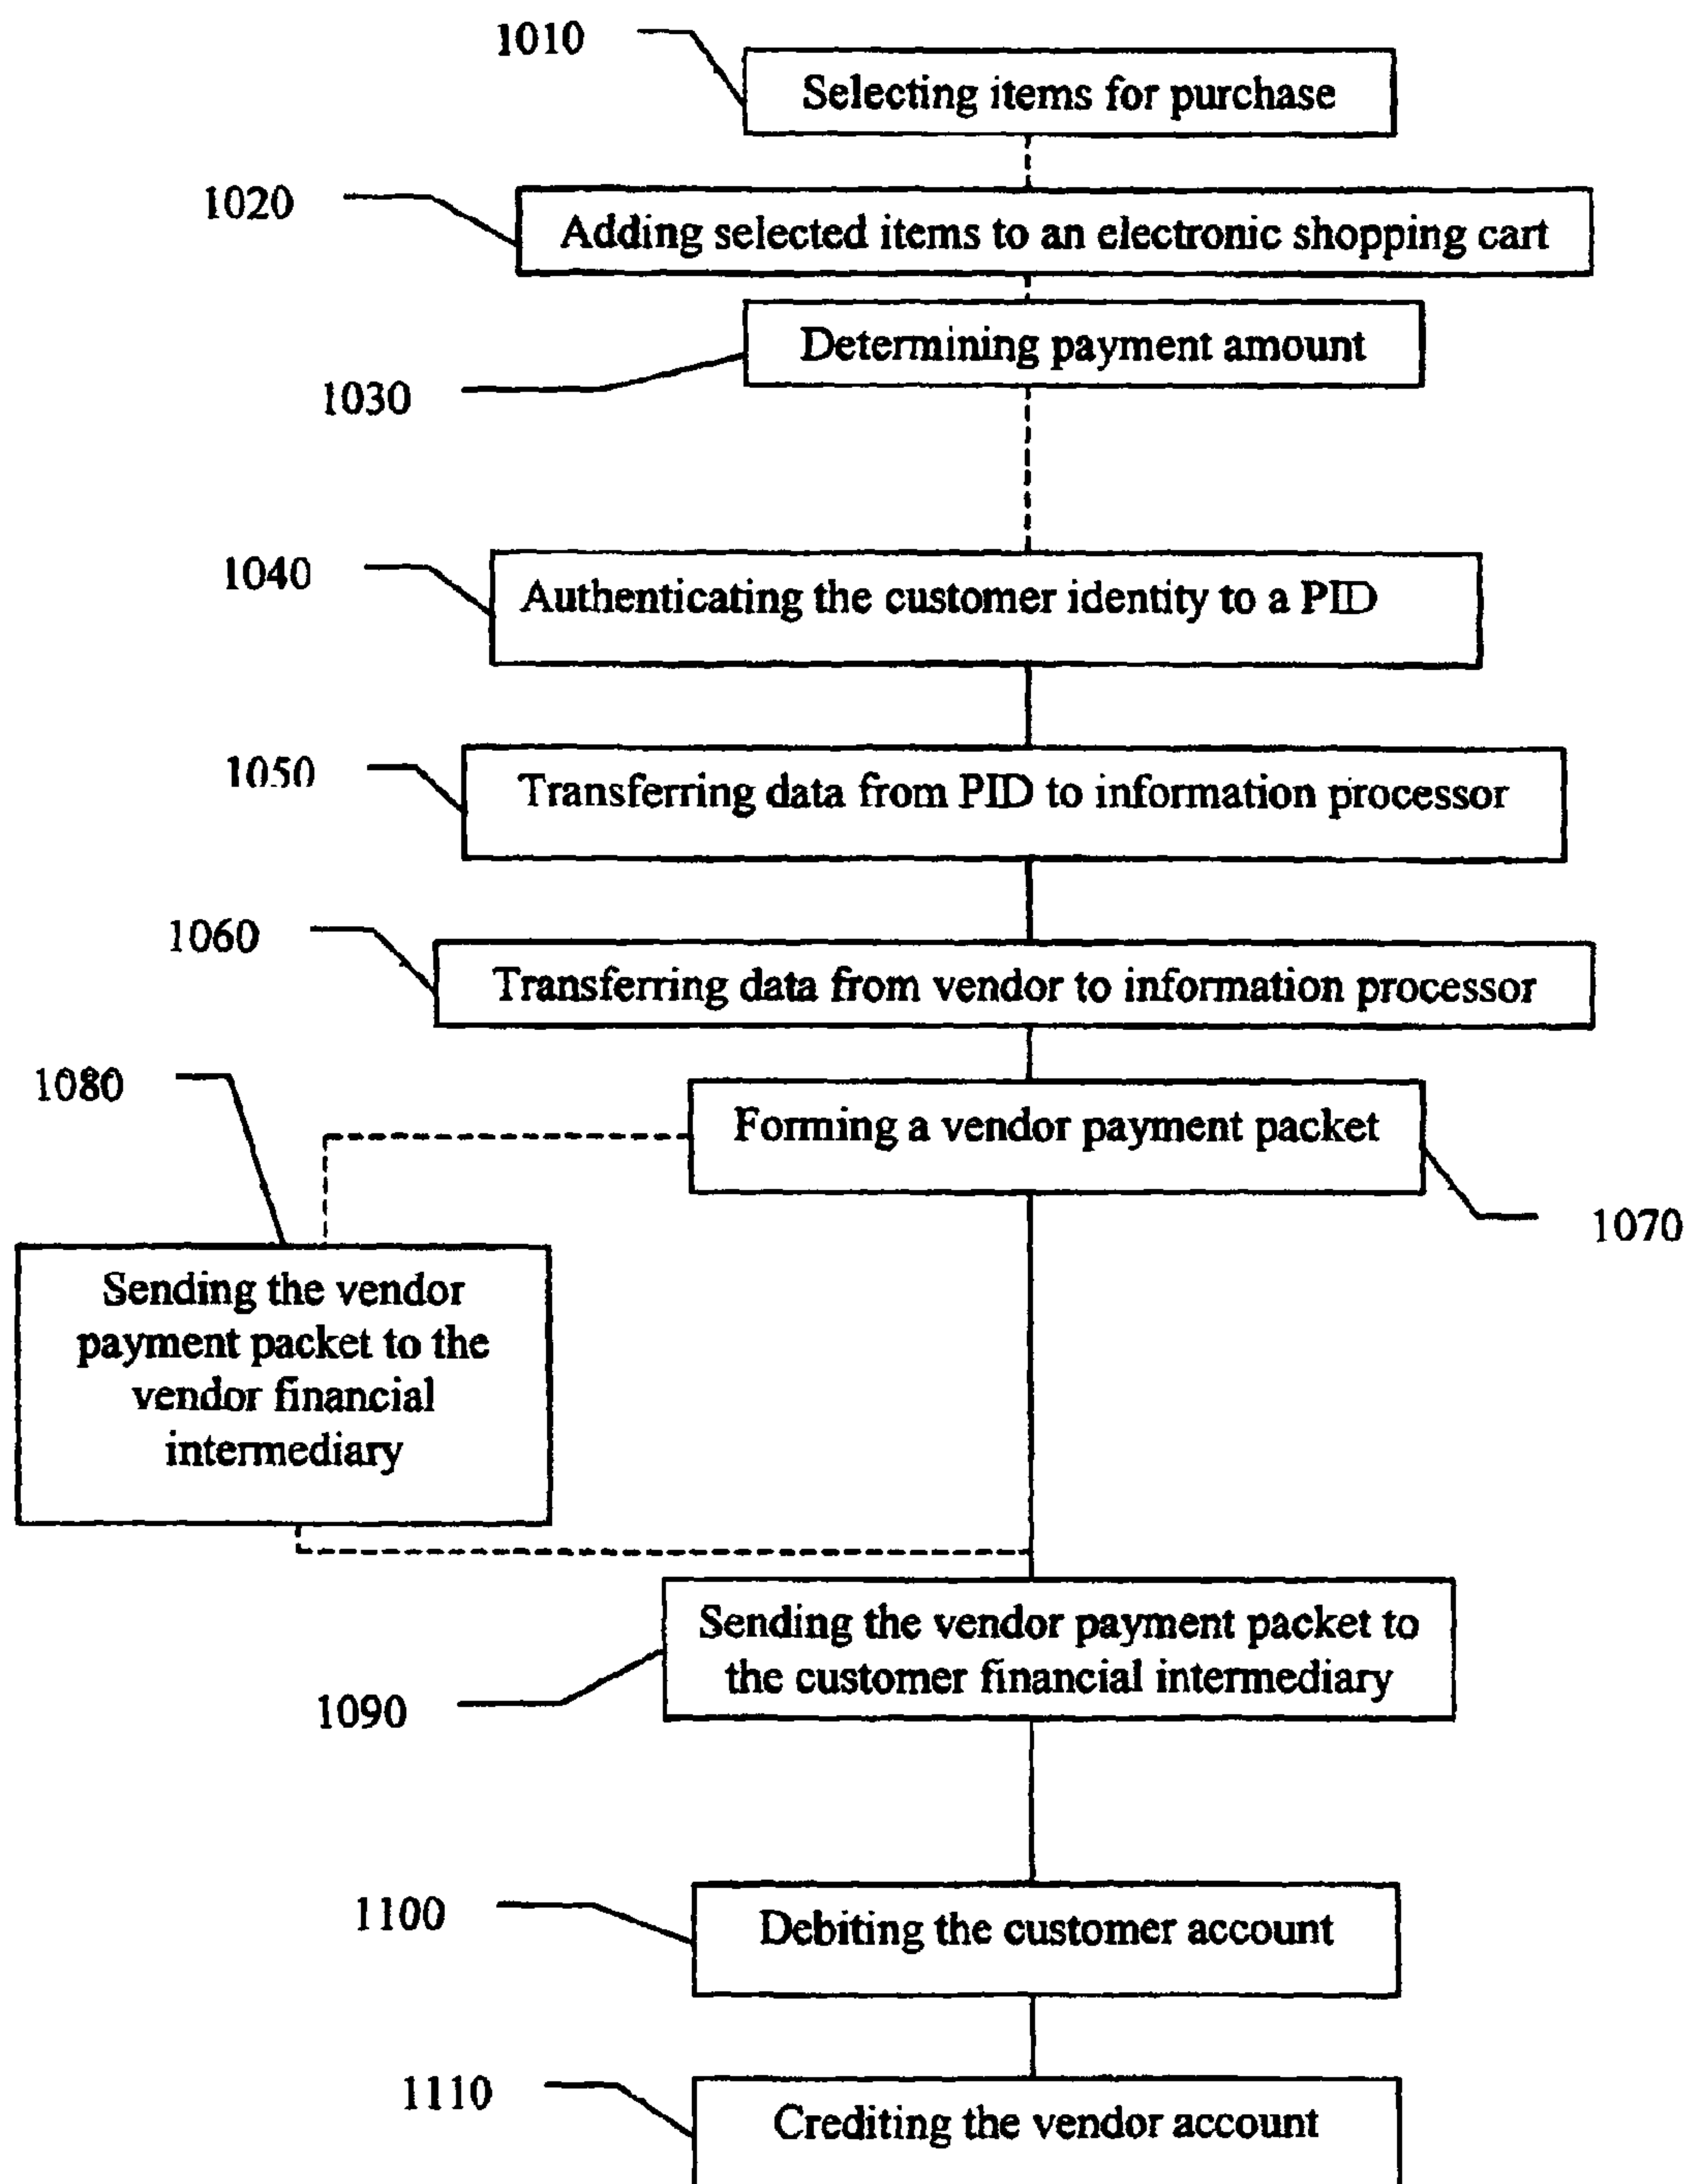 1010
Selecting items for purchase
1020
Adding selected items to an electronic shopping cart
Determining payment amount
1030
1040
Authenticating the customer identity to a PID
1050
Transferring data from PID to information processor
1060
Transferring data from vendor to information processor
1080
Forming a vendor payment packet
1070
Sending the vendor
payment packet to the
vendor financial
intermediary
Sending the vendor payment packet to
the customer financial intermediary
1090
1100
Debiting the customer account
1110
Crediting the vendor account